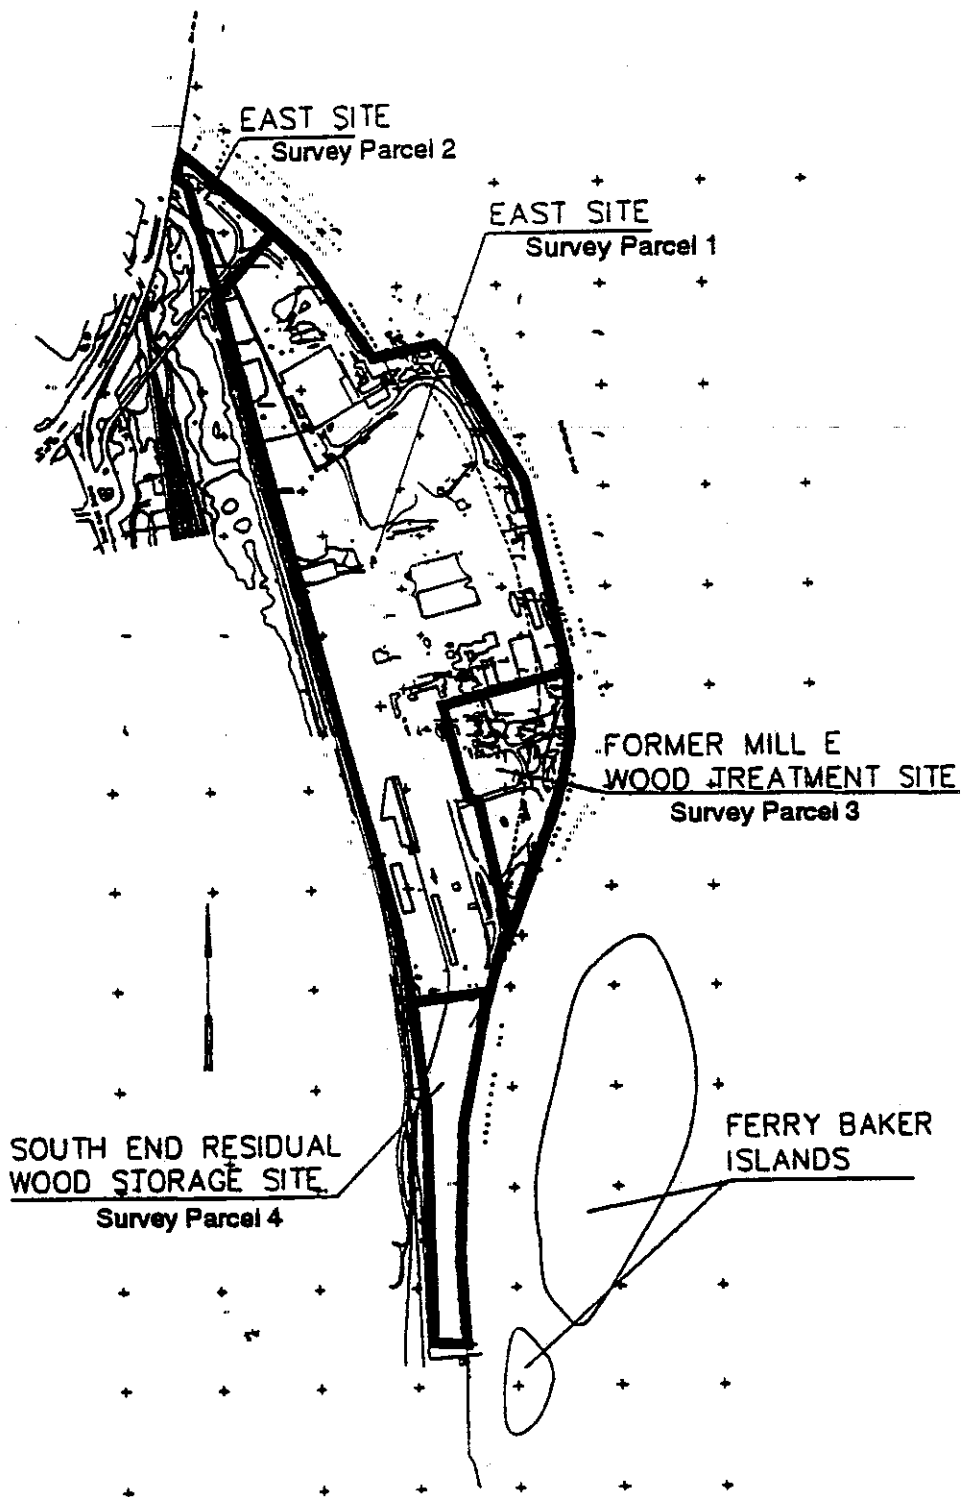 EAST SITE
Survey Parcel 2
EAST SITE
Survey Parcel 1
FORMER MILL E
WOOD TREATMENT SITE
Survey Parcel 3
FERRY BAKER
ISLANDS
SOUTH END RESIDUAL
WOOD STORAGE SITE
Survey Parcel 4